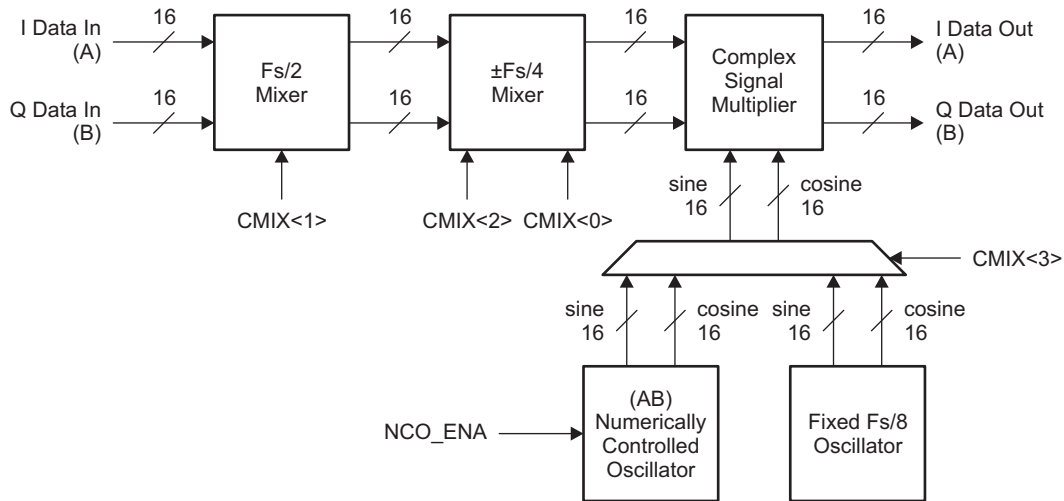 I Data In
(A)
16
Fs/2
Mixer
16
±Fs/4
Mixer
16
Complex
Signal
Multiplier
16
I Data Out
(A)
Q Data In
(B)
16
16
16
16
Q Data Out
(B)
CMIX<1>
CMIX<2>
CMIX<0>
sine
16
cosine
16
CMIX<3>
sine
16
cosine
16
sine
16
cosine
16
NCO_ENA
(AB)
Numerically
Controlled
Oscillator
Fixed Fs/8
Oscillator